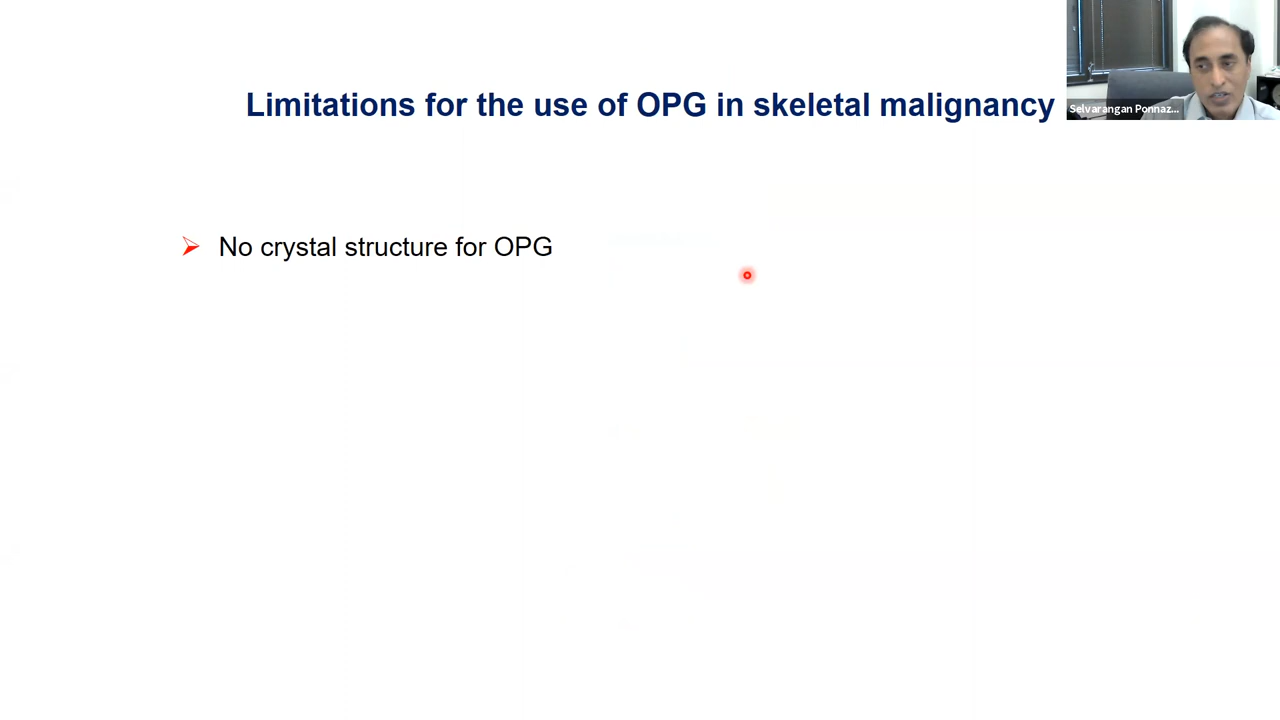 Limitations for the use of OPG in skeletal malignancy
Selvarangan Ponnaz...
No crystal structure for OPG